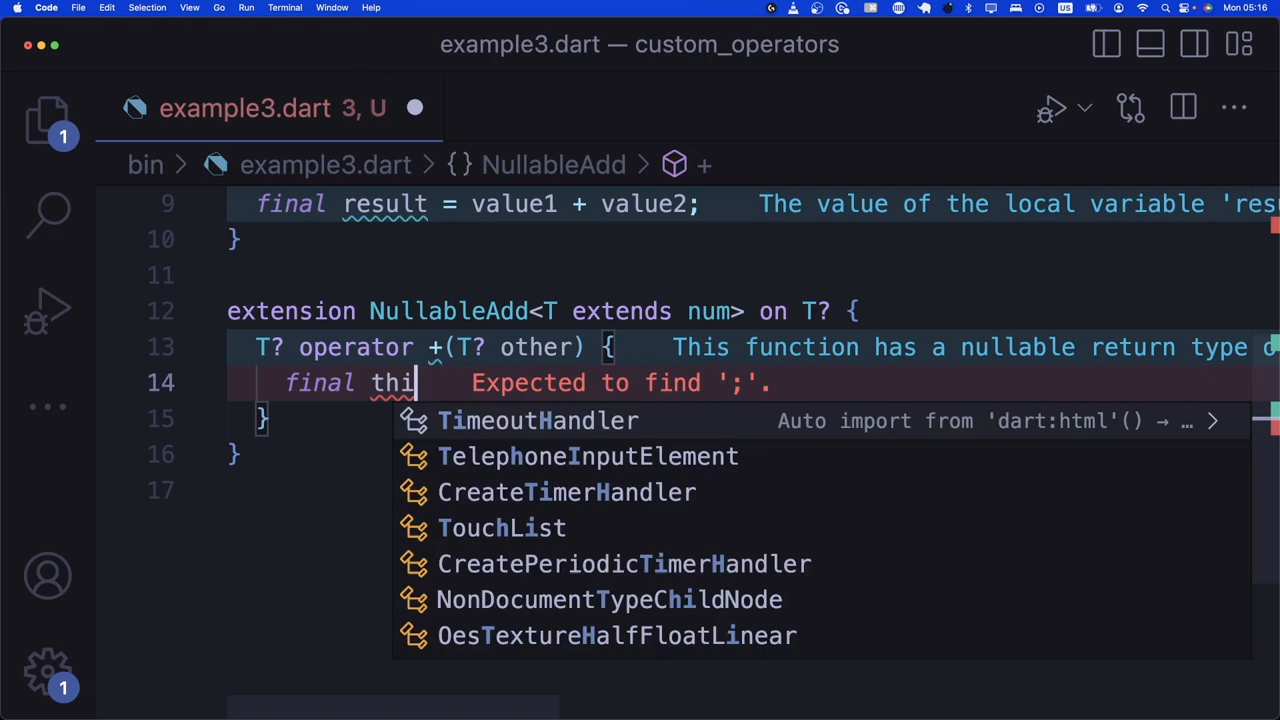 Code File Edit Selection View Go Run Terminal Window Help US Mon 05:16
example3.dart — custom_operators
1 example3.dart 3, U
bin example3.dart {} NullableAdd +
9 final result = value1 + value2; The value of the local variable 'res
10 }
11
12 extension NullableAdd<T extends num> on T? {
13 T? operator +(T? other) { This function has a nullable return type o
14 final thi Expected to find ';'.
15 }
TimeoutHandler Auto import from 'dart:html'() → …
16 }
TelephoneInputElement
17
CreateTimerHandler
TouchList
CreatePeriodicTimerHandler
NonDocumentTypeChildNode
OesTextureHalfFloatLinear
1